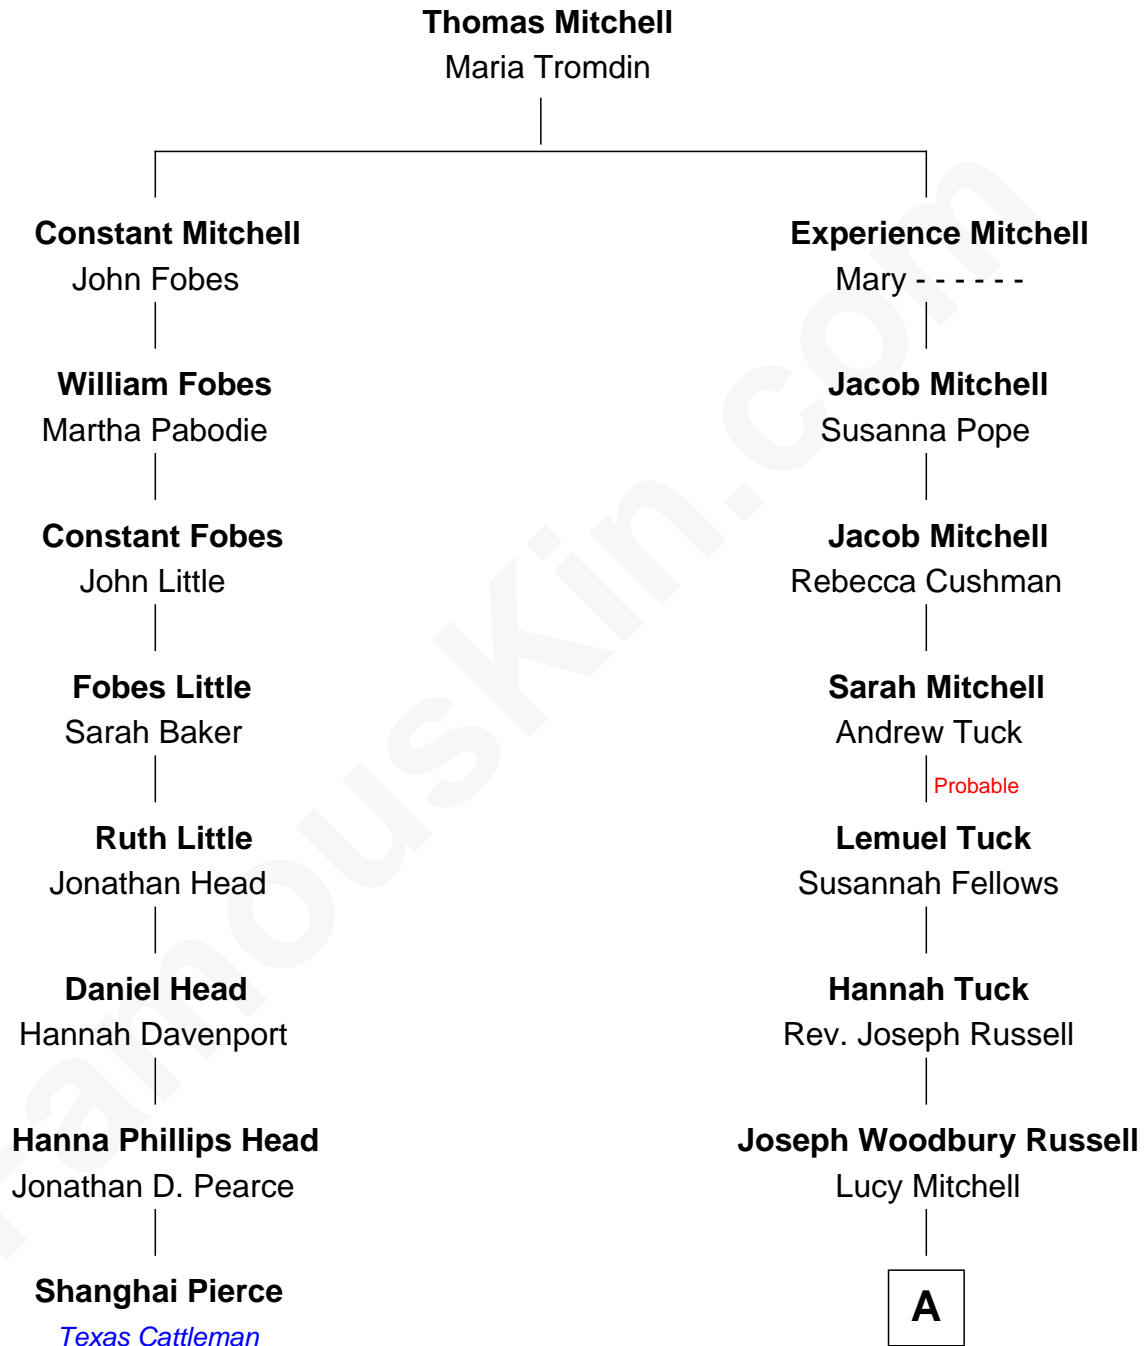 Thomas Mitchell
Maria Tromdin
Constant Mitchell
John Fobes
Experience Mitchell
Mary - - - - - -
William Fobes
Martha Pabodie
Jacob Mitchell
Susanna Pope
Constant Fobes
John Little
Jacob Mitchell
Rebecca Cushman
Fobes Little
Sarah Baker
Sarah Mitchell
Andrew Tuck
Probable
Ruth Little
Jonathan Head
Lemuel Tuck
Susannah Fellows
Daniel Head
Hannah Davenport
Hannah Tuck
Rev. Joseph Russell
Hanna Phillips Head
Jonathan D. Pearce
Joseph Woodbury Russell
Lucy Mitchell
Shanghai Pierce
Texas Cattleman
A
FamousKin.com